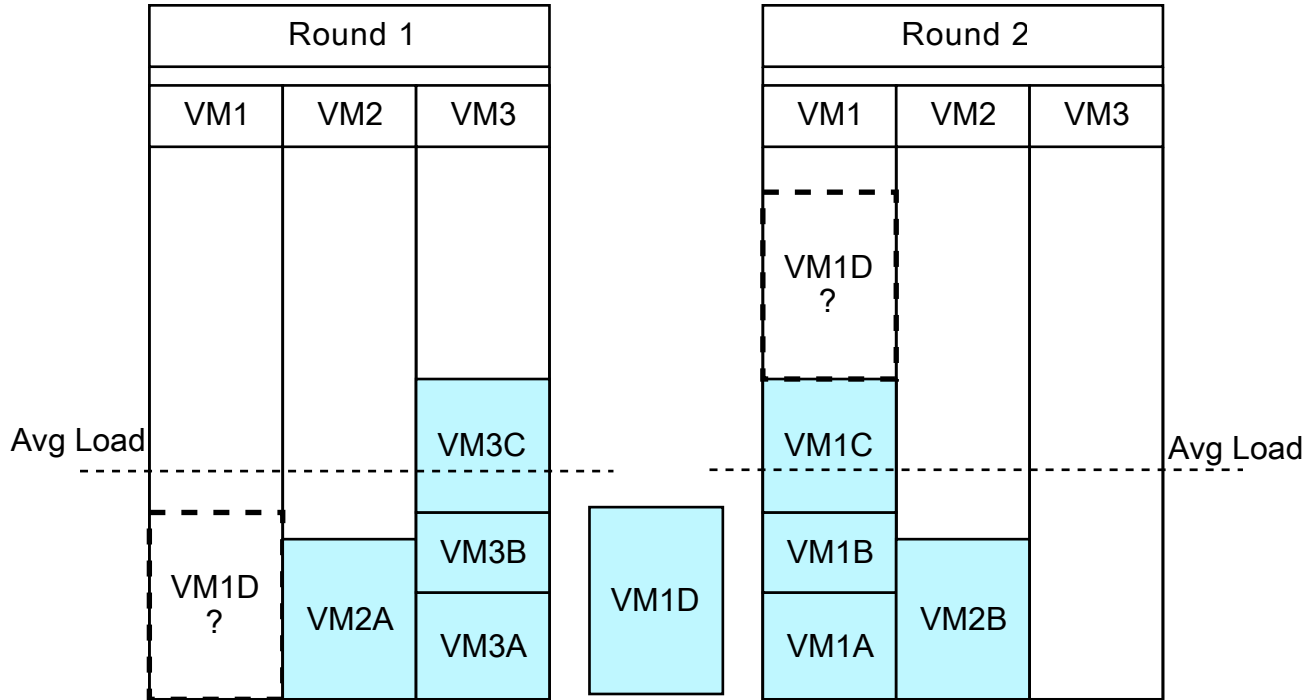 Round 1
VM1 VM2 VM3
Avg Load
VM3C
VM3B
VM1D
?
VM2A
VM3A
VM1D
Round 2
VM1 VM2 VM3
VM1D
?
VM1C
Avg Load
VM1B
VM1A
VM2B